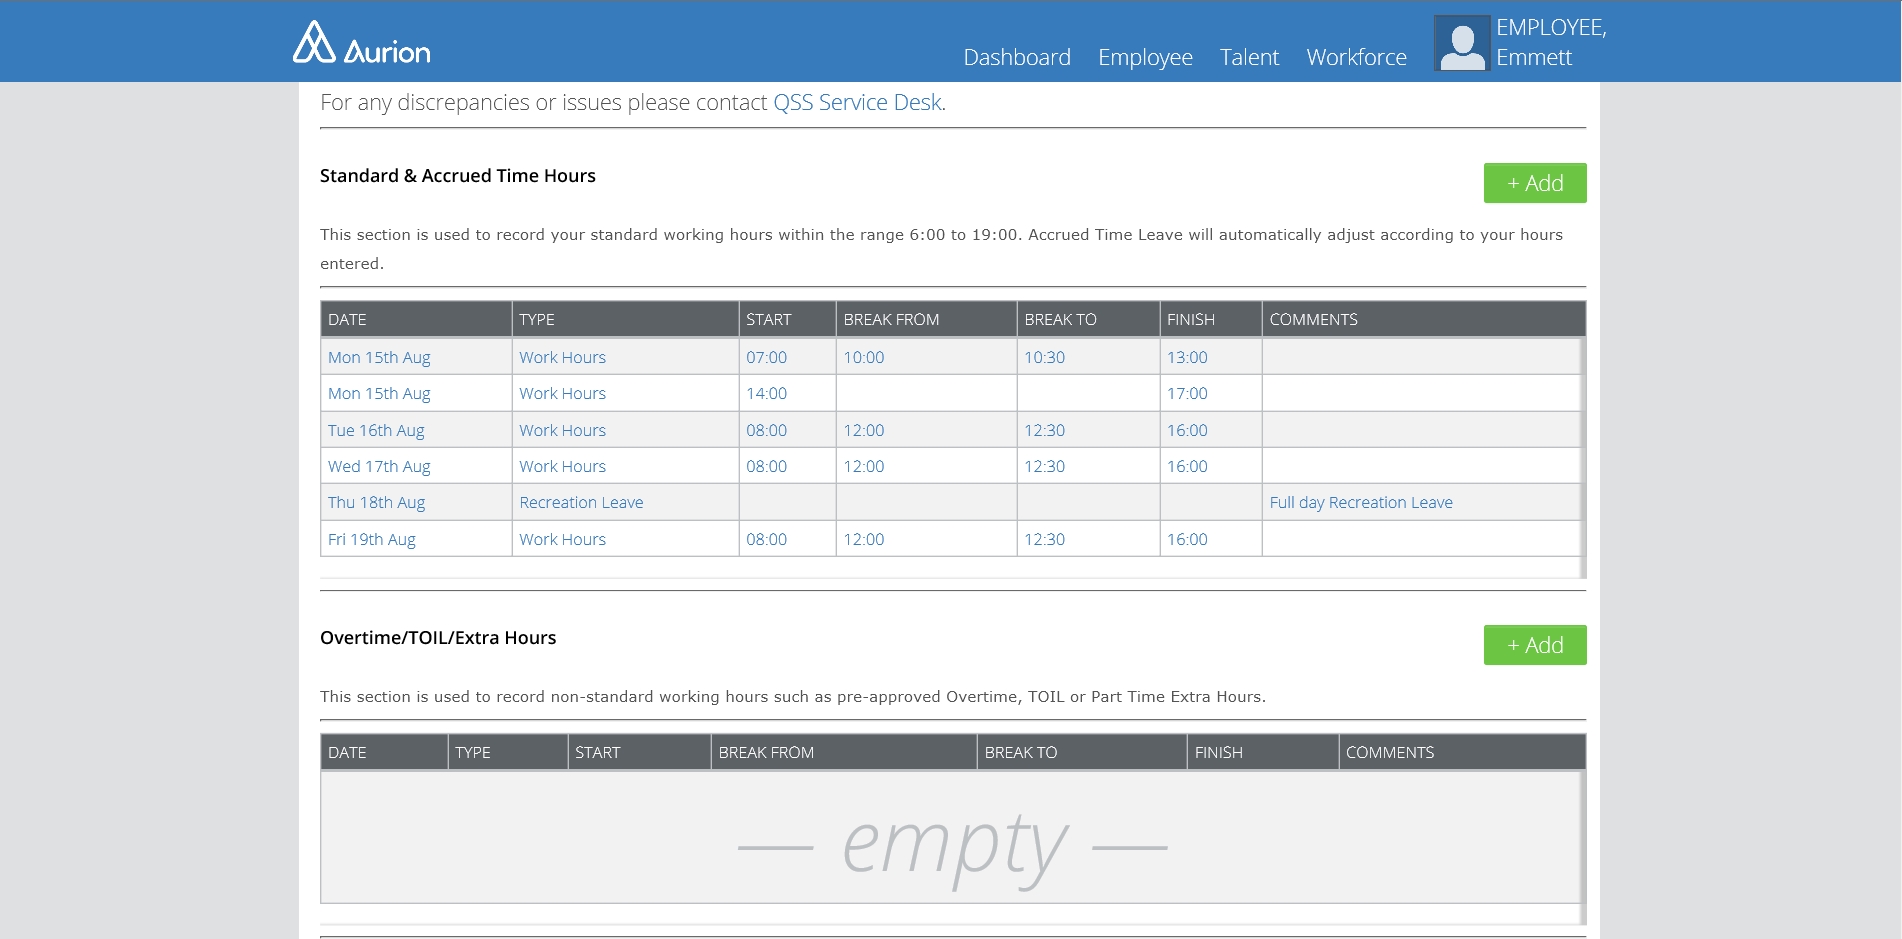 Aurion
Dashboard Employee Talent Workforce
EMPLOYEE,
Emmett
For any discrepancies or issues please contact QSS Service Desk.
Standard & Accrued Time Hours
+ Add
This section is used to record your standard working hours within the range 6:00 to 19:00. Accrued Time Leave will automatically adjust according to your hours
entered.
DATE TYPE START BREAK FROM BREAK TO FINISH COMMENTS
Mon 15th Aug Work Hours 07:00 10:00 10:30 13:00
Mon 15th Aug Work Hours 14:00 17:00
Tue 16th Aug Work Hours 08:00 12:00 12:30 16:00
Wed 17th Aug Work Hours 08:00 12:00 12:30 16:00
Thu 18th Aug Recreation Leave Full day Recreation Leave
Fri 19th Aug Work Hours 08:00 12:00 12:30 16:00
Overtime/TOIL/Extra Hours
+ Add
This section is used to record non-standard working hours such as pre-approved Overtime, TOIL or Part Time Extra Hours.
DATE TYPE START BREAK FROM BREAK TO FINISH COMMENTS
— empty —